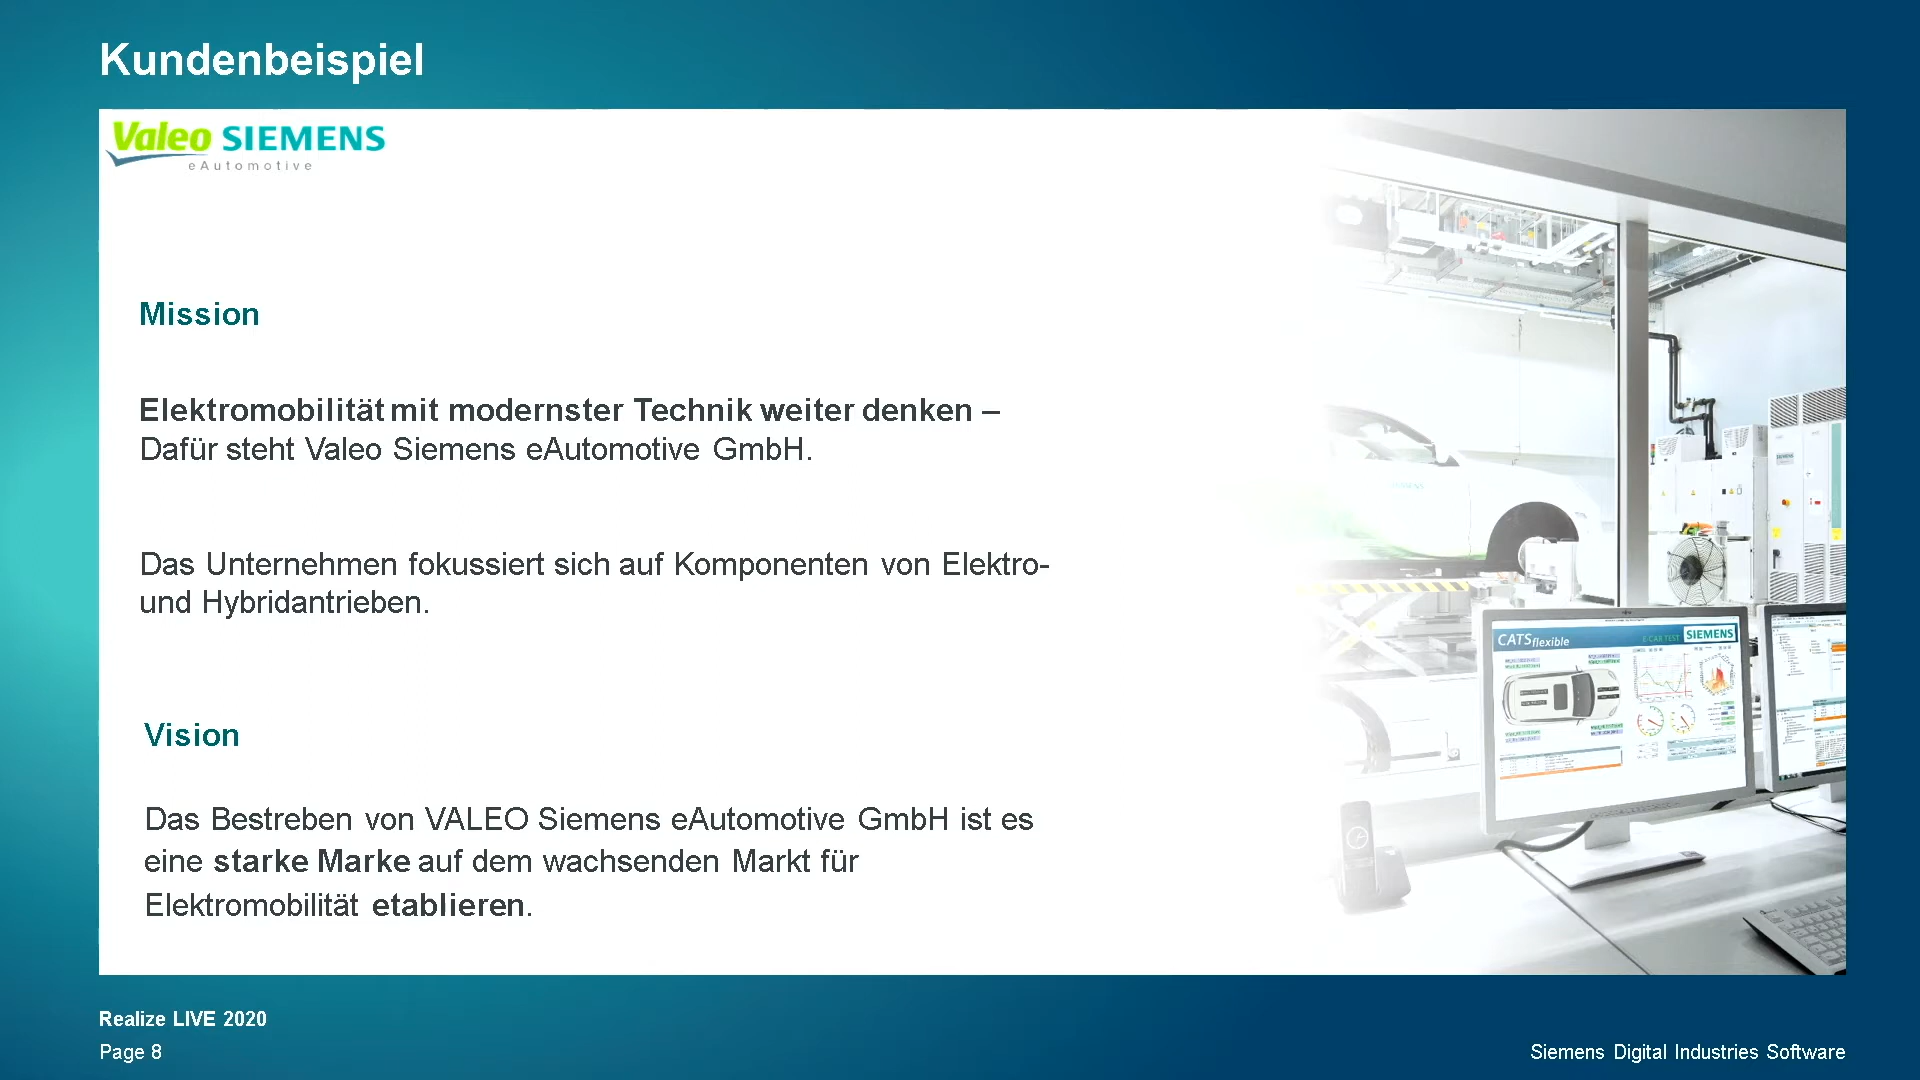 Kundenbeispiel
Valeo SIEMENS
eAutomotive
Mission
Elektromobilität mit modernster Technik weiter denken –
Dafür steht Valeo Siemens eAutomotive GmbH.
Das Unternehmen fokussiert sich auf Komponenten von Elektro-
und Hybridantrieben.
Vision
Das Bestreben von VALEO Siemens eAutomotive GmbH ist es
eine starke Marke auf dem wachsenden Markt für
Elektromobilität etablieren.
SIEMENS
CATSflexible
E-CAR TEST
SIEMENS
Realize LIVE 2020
Page 8
Siemens Digital Industries Software